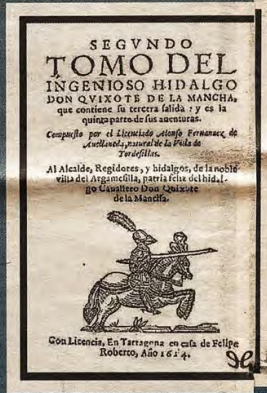 SEGVNDO
TOMO DEL
INGENIOSO HIDALGO
DON QVIXOTE DE LA MANCHA,
que contiene su tercera salida: y es la
quinta parte de sus auenturas.
Compuesto por el Licenciado Alonso Fernandez de
Auellaneda, natural de la Villa de
Tordesillas.
Al Alcalde, Regidores, y hidalgos, de la noble
villa del Argamesilla, patria feliz del hidal-
go Cauallero Don Quixote
de la Mancha.
Con Licencia, En Tarragona en casa de Felipe
Roberto, Año 1614.